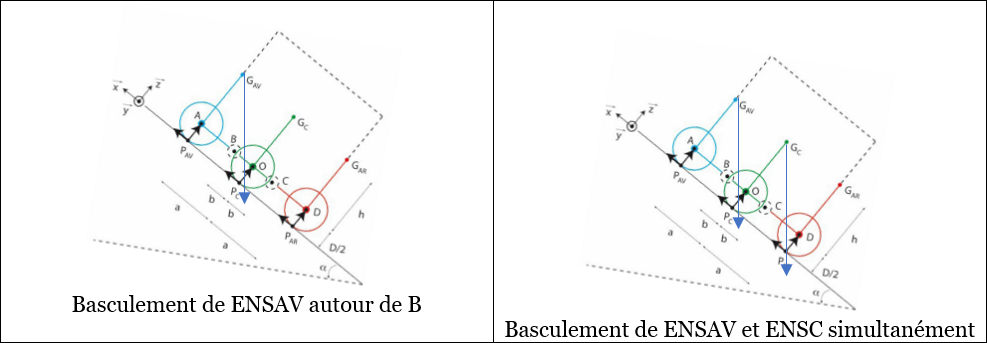 x z
y
A
G_AV
B
G_C
P_AV
O
P_C
C
G_AR
a
b
b
D
P_AR
h
a
D/2
α
Basculement de ENSAV autour de B
x z
y
A
G_AV
B
G_C
P_AV
O
P_C
C
G_AR
a
b
b
D
P
h
a
D/2
α
Basculement de ENSAV et ENSC simultanément